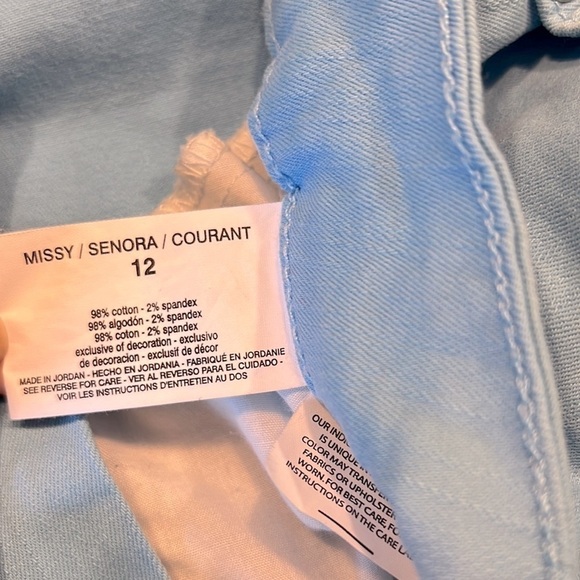 MISSY / SENORA / COURANT
12
98% cotton - 2% spandex
98% algodón - 2% spandex
98% coton - 2% spandex
exclusive of decoration - exclusivo
de decoracion - exclusif de décor
MADE IN JORDAN - HECHO EN JORDANIA - FABRIQUÉ EN JORDANIE
SEE REVERSE FOR CARE - VER AL REVERSO PARA EL CUIDADO -
VOIR LES INSTRUCTIONS D'ENTRETIEN AU DOS
OUR
IS UNIQUE
COLOR MAY TRANSFER
FABRICS OR
WORN. FOR BEST CARE,
INSTRUCTIONS ON THE CARE